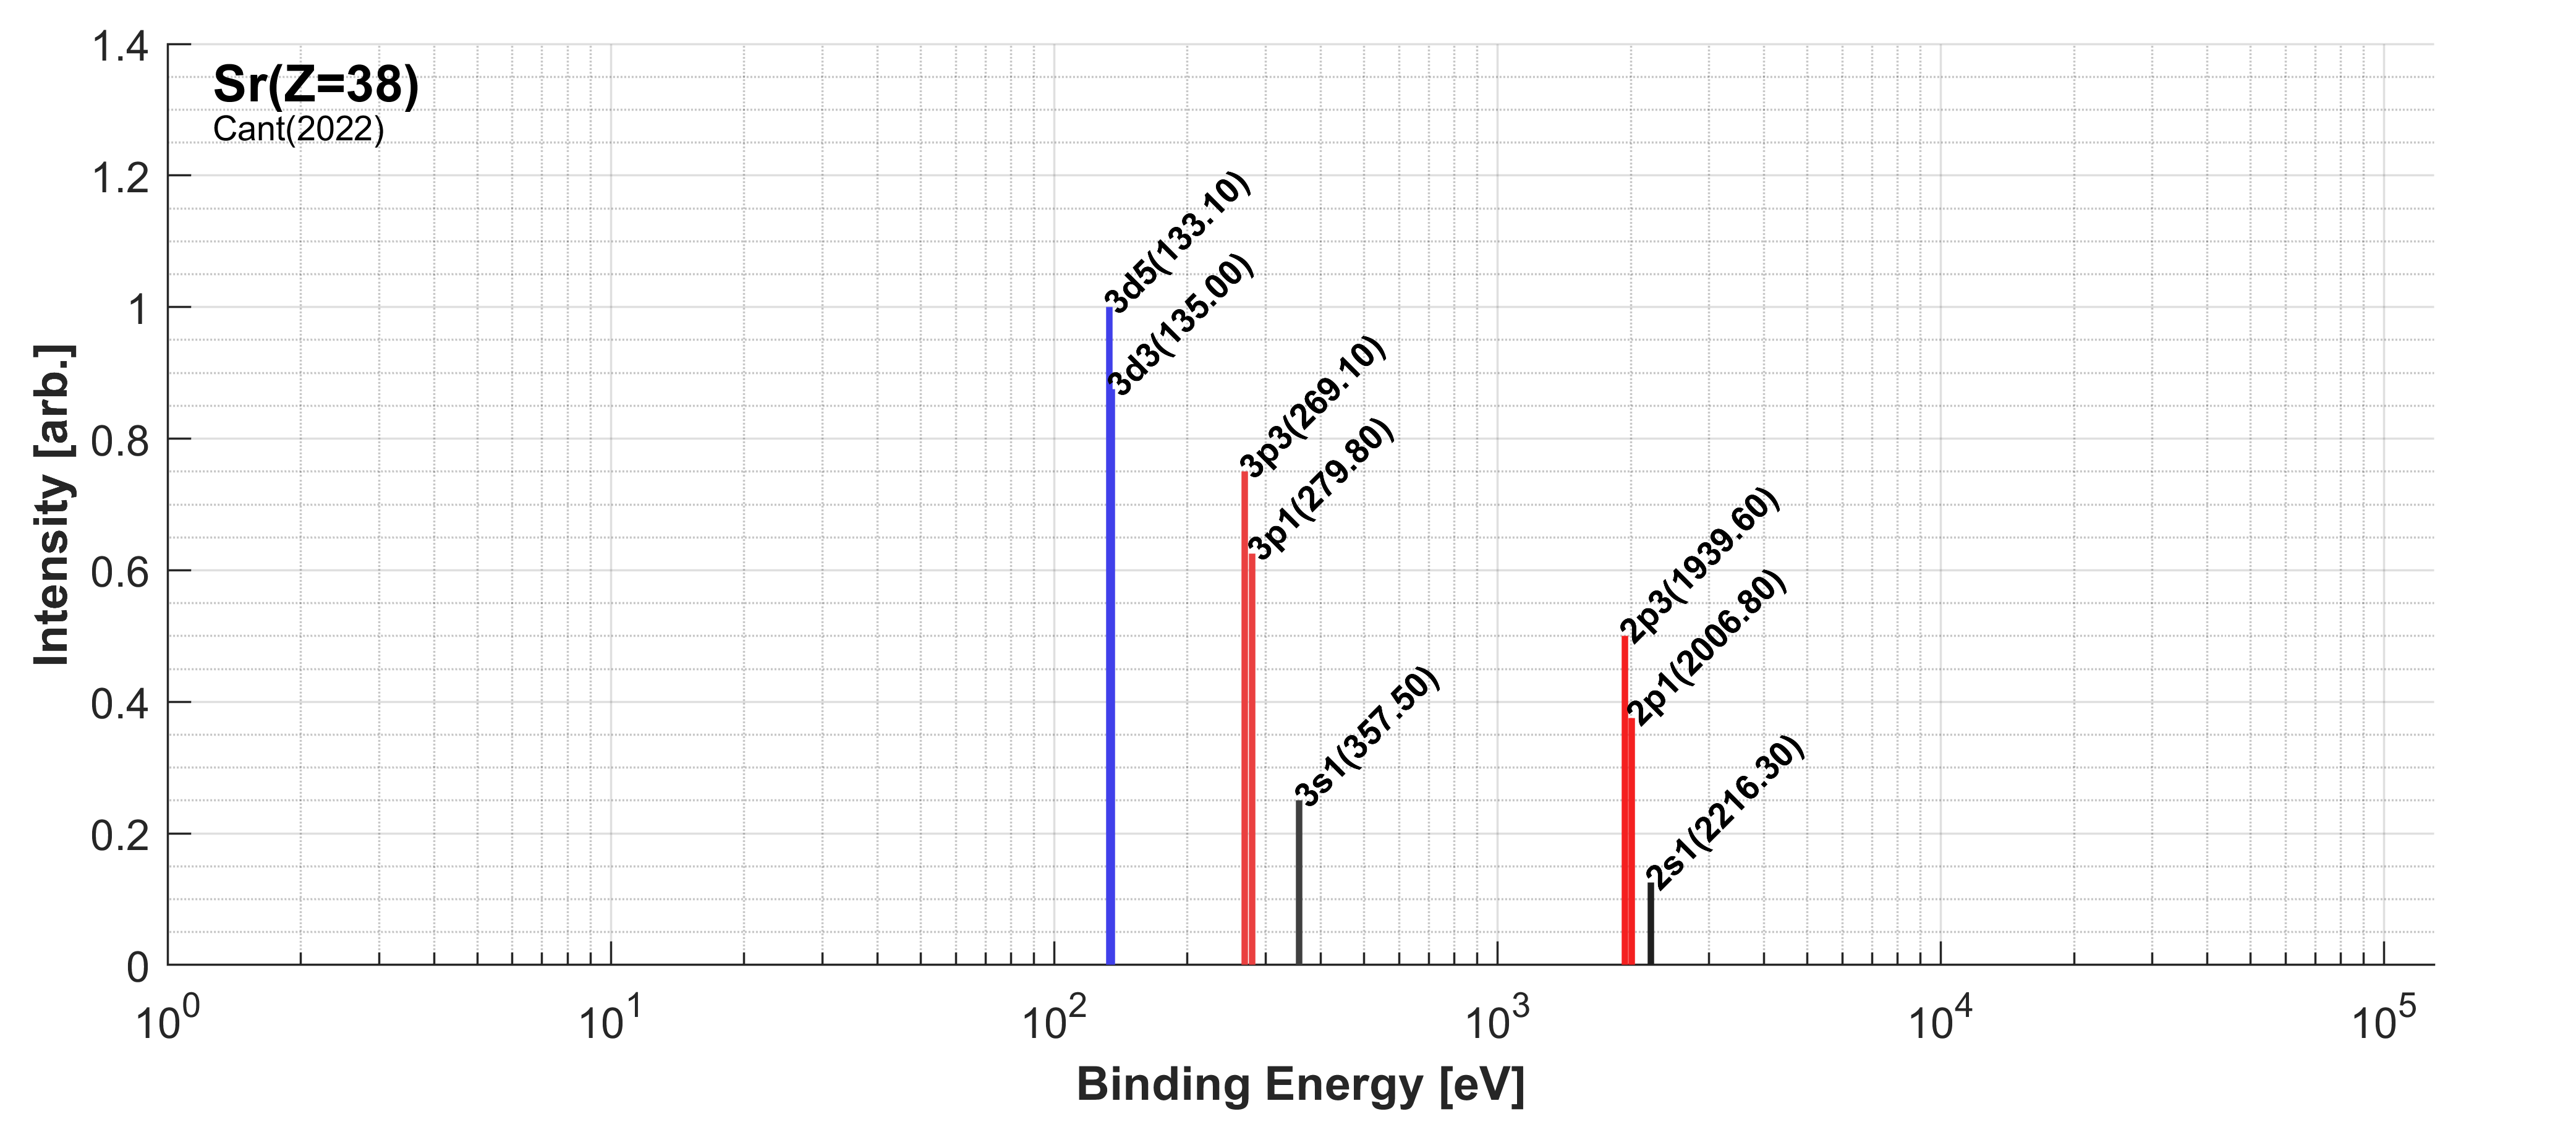 Sr(Z=38)
Cant(2022)
Intensity [arb.]
1.4
1.2
1
0.8
0.6
0.4
0.2
0
3d5(133.10)
3d3(135.00)
3p3(269.10)
3p1(279.80)
3s1(357.50)
2p3(1939.60)
2p1(2006.80)
2s1(2216.30)
10^0 10^1 10^2 10^3 10^4 10^5
Binding Energy [eV]